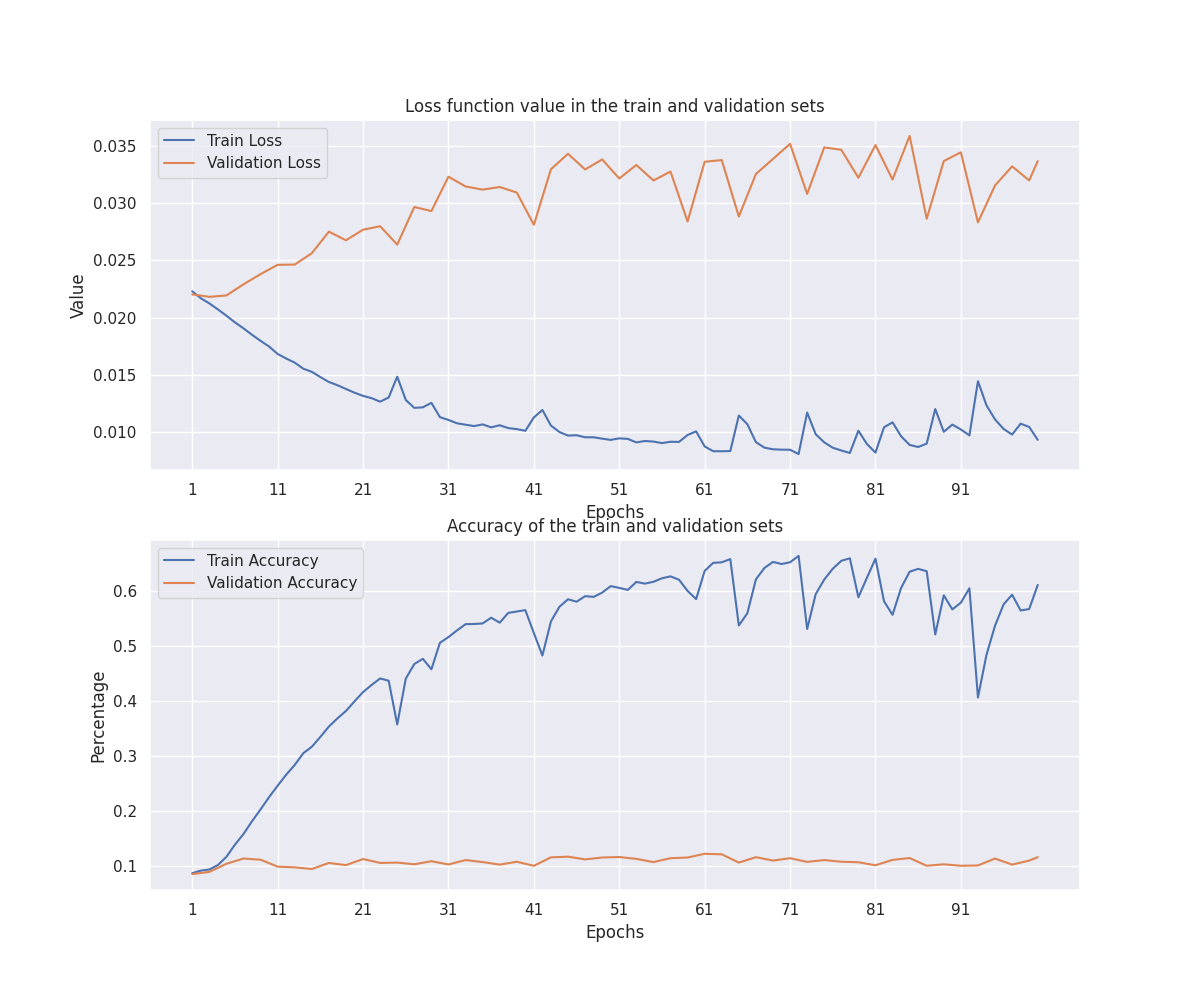 Loss function value in the train and validation sets
Train Loss
Validation Loss
0.035
0.030
0.025
0.020
0.015
0.010
Value
1 11 21 31 41 51 61 71 81 91
Epochs
Accuracy of the train and validation sets
Train Accuracy
Validation Accuracy
0.6
0.5
0.4
0.3
0.2
0.1
Percentage
1 11 21 31 41 51 61 71 81 91
Epochs